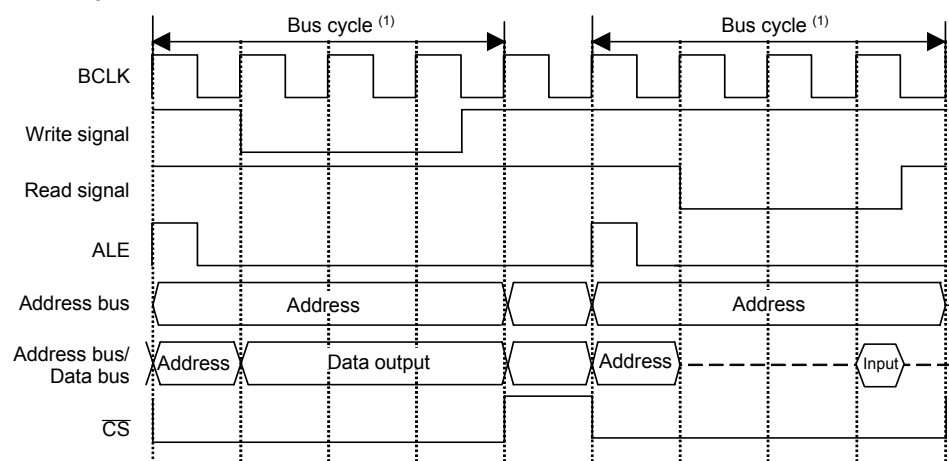 Bus cycle (1) Bus cycle (1)
BCLK
Write signal
Read signal
ALE
Address bus Address Address
Address bus/
Data bus Address Data output Address Input
CS